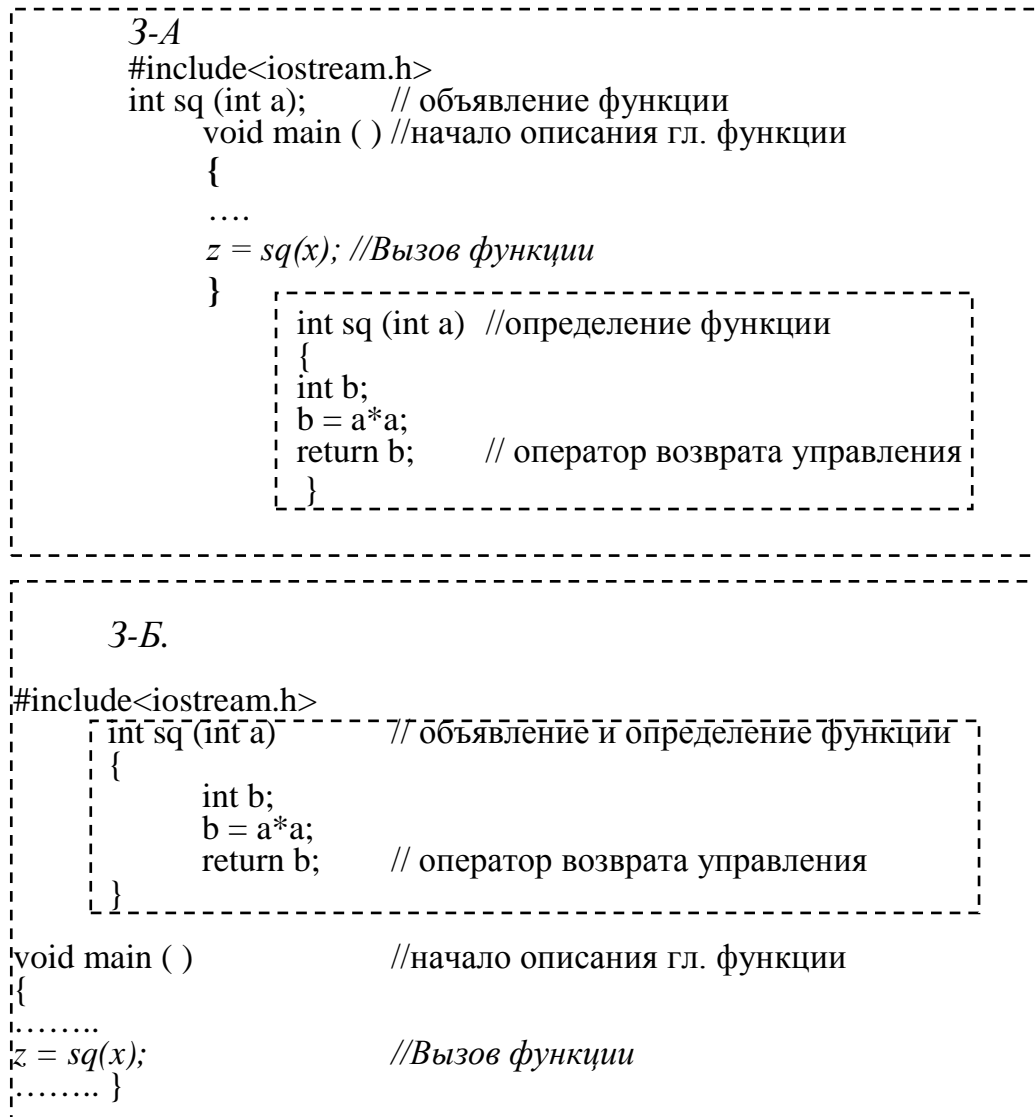 З-А
#include<iostream.h>
int sq (int a); // объявление функции
void main ( ) //начало описания гл. функции
{
….
z = sq(x); //Вызов функции
}
int sq (int a) //определение функции
{
int b;
b = a*a;
return b; // оператор возврата управления
}
З-Б.
#include<iostream.h>
int sq (int a) // объявление и определение функции
{
int b;
b = a*a;
return b; // оператор возврата управления
}
void main ( ) //начало описания гл. функции
{
……..
z = sq(x); //Вызов функции
…….. }